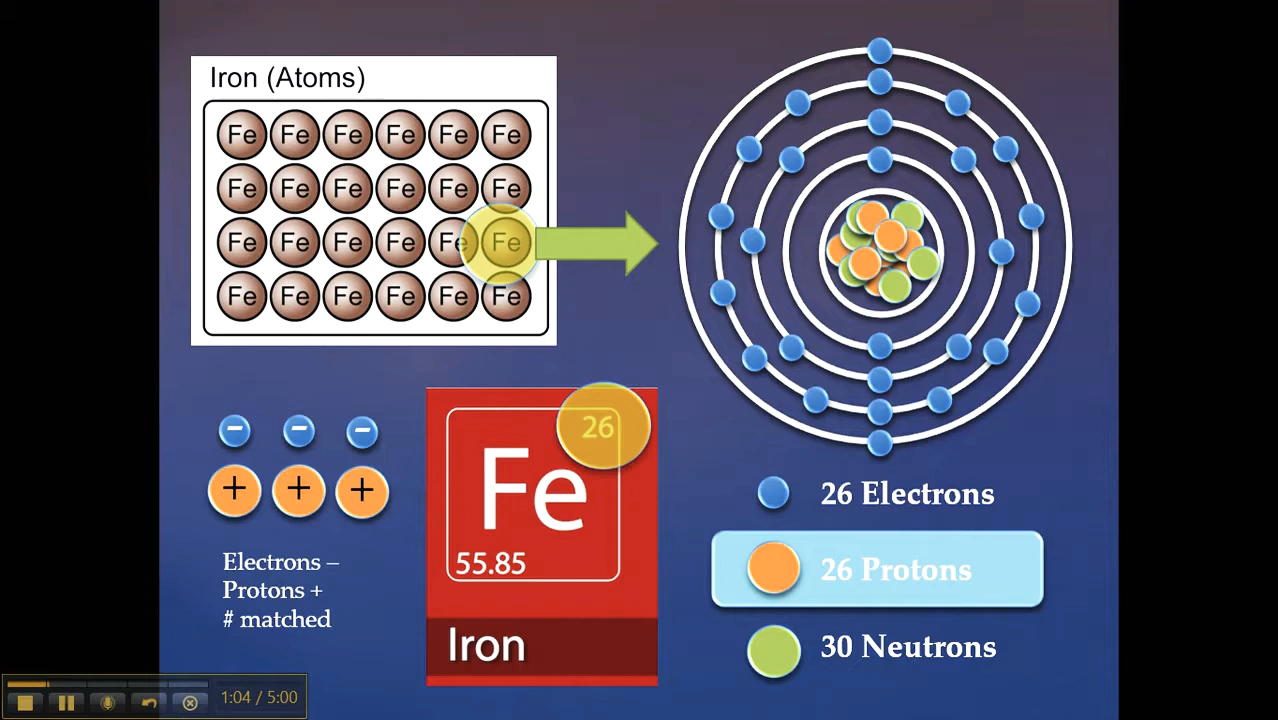 Iron (Atoms)
Fe Fe Fe Fe Fe Fe
Fe Fe Fe Fe Fe Fe
Fe Fe Fe Fe Fe Fe
Fe Fe Fe Fe Fe Fe
− − −
+ + +
Electrons –
Protons +
# matched
26
Fe
55.85
Iron
26 Electrons
26 Protons
30 Neutrons
1:04 / 5:00